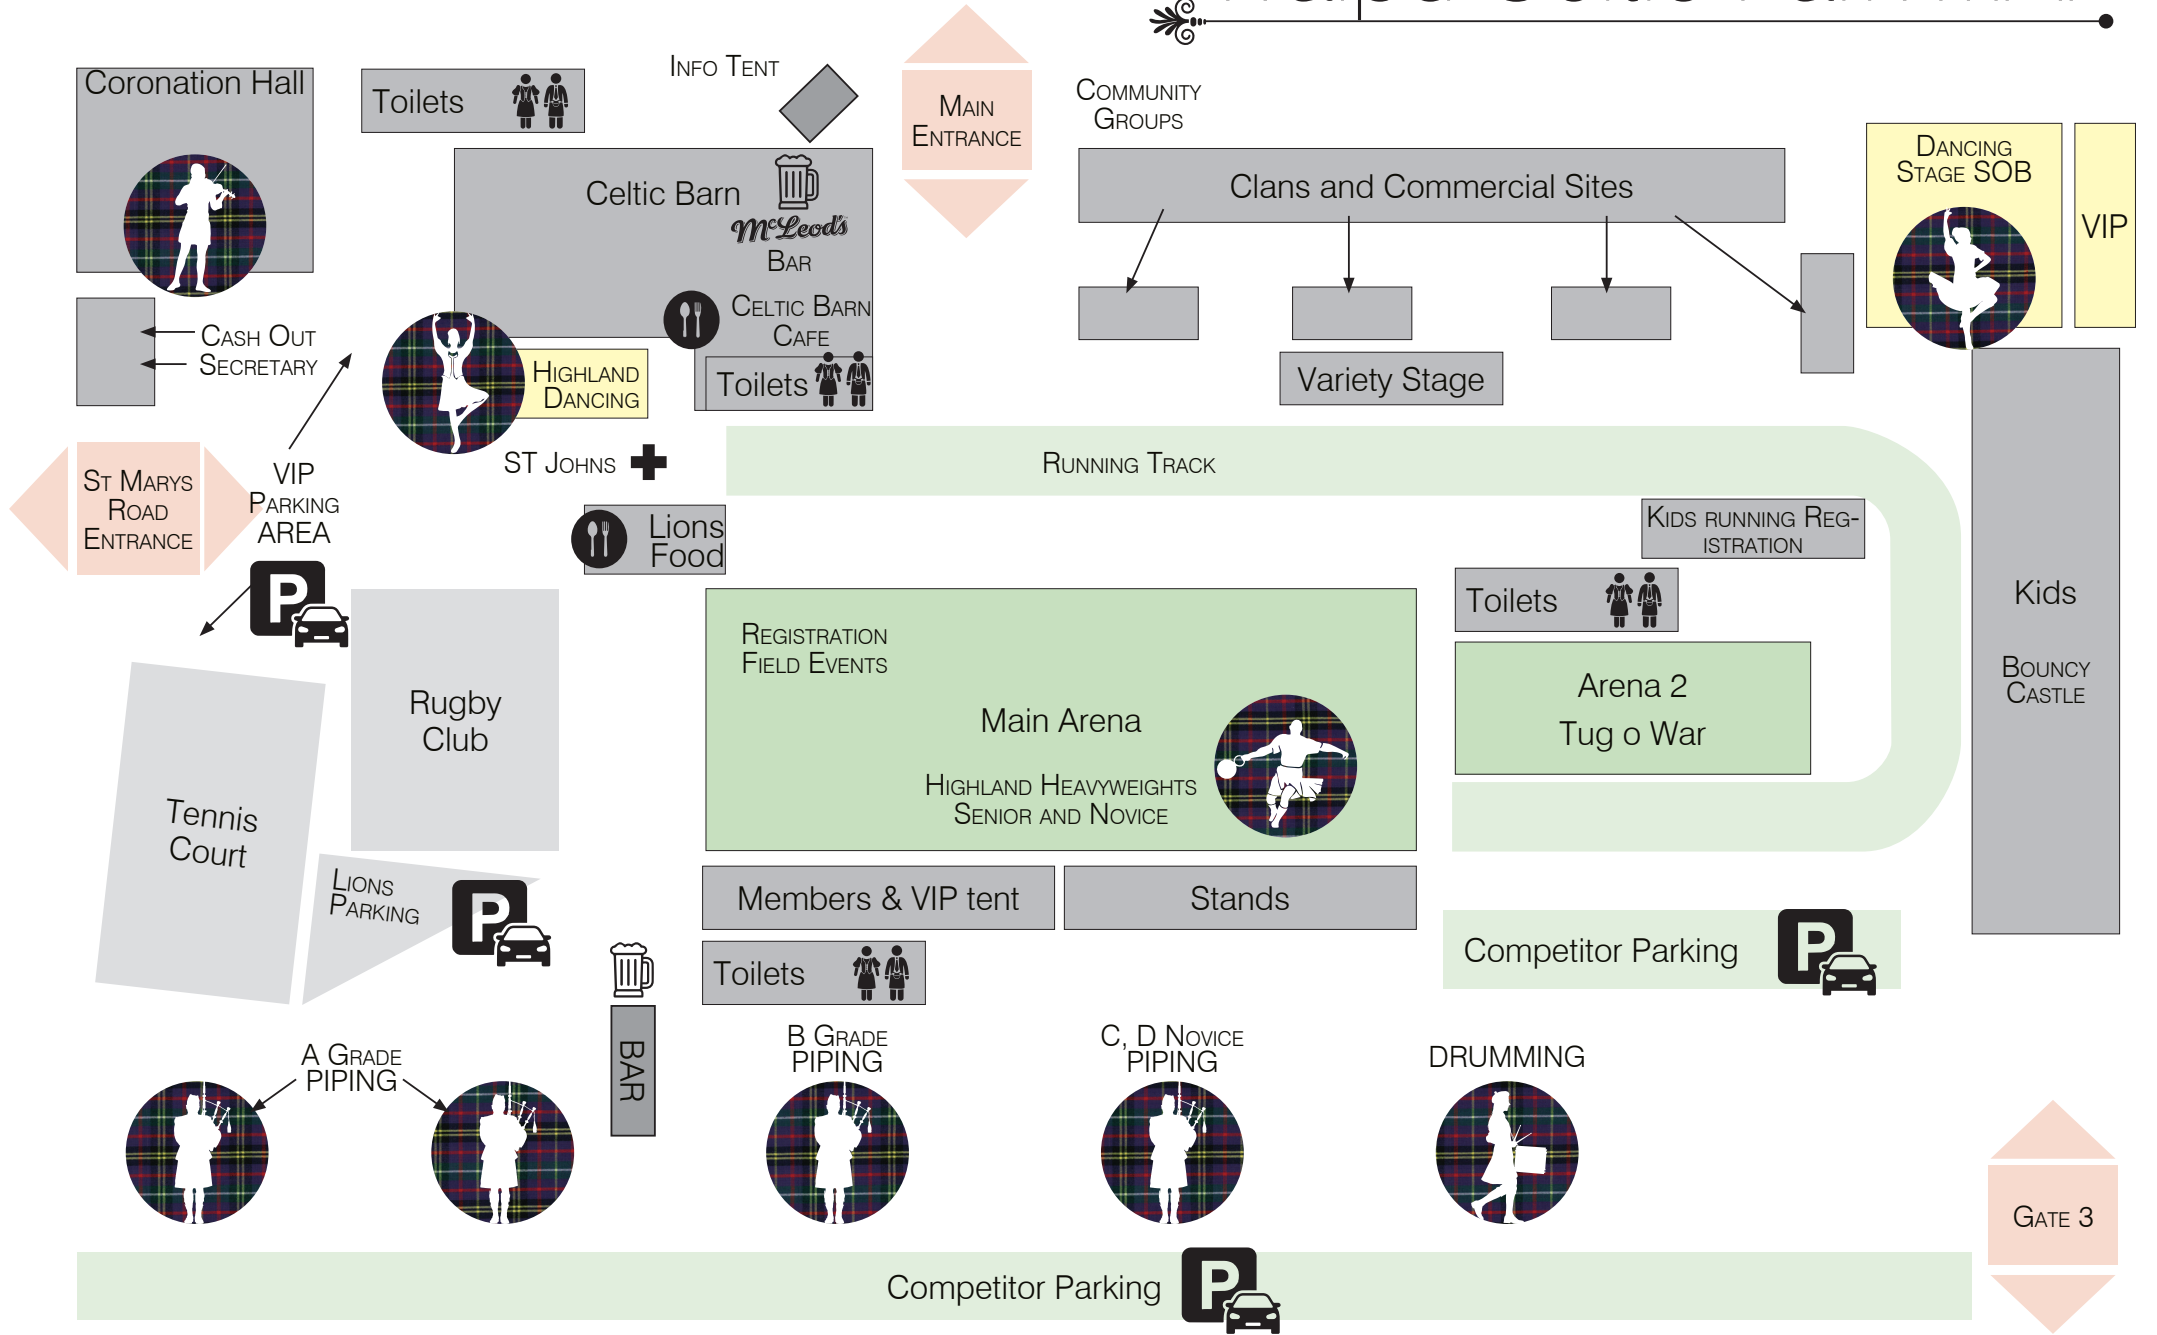 Coronation Hall
Toilets
INFO TENT
MAIN
ENTRANCE
COMMUNITY
GROUPS
Clans and Commercial Sites
DANCING
STAGE SOB
VIP
Celtic Barn
McLeod's
BAR
CELTIC BARN
CAFE
Toilets
CASH OUT
SECRETARY
HIGHLAND
DANCING
Variety Stage
ST JOHNS
RUNNING TRACK
ST MARYS
ROAD
ENTRANCE
VIP
PARKING
AREA
P
Lions
Food
KIDS RUNNING REG-
ISTRATION
Toilets
Kids
BOUNCY
CASTLE
REGISTRATION
FIELD EVENTS
Main Arena
HIGHLAND HEAVYWEIGHTS
SENIOR AND NOVICE
Arena 2
Tug o War
Rugby
Club
Tennis
Court
LIONS
PARKING
P
Members & VIP tent
Stands
Competitor Parking
P
Toilets
BAR
A GRADE
PIPING
B GRADE
PIPING
C, D NOVICE
PIPING
DRUMMING
GATE 3
Competitor Parking
P